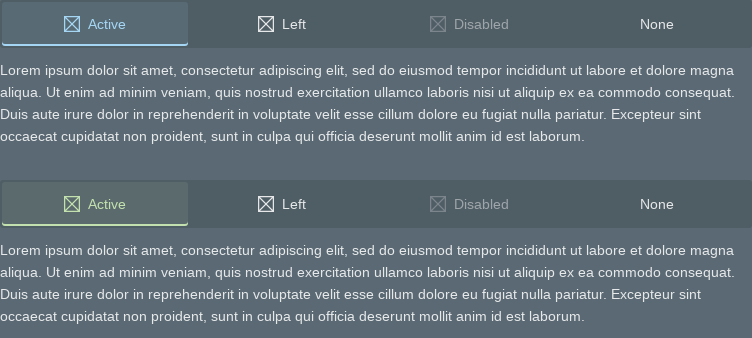 Active Left Disabled None
Lorem ipsum dolor sit amet, consectetur adipiscing elit, sed do eiusmod tempor incididunt ut labore et dolore magna
aliqua. Ut enim ad minim veniam, quis nostrud exercitation ullamco laboris nisi ut aliquip ex ea commodo consequat.
Duis aute irure dolor in reprehenderit in voluptate velit esse cillum dolore eu fugiat nulla pariatur. Excepteur sint
occaecat cupidatat non proident, sunt in culpa qui officia deserunt mollit anim id est laborum.
Active Left Disabled None
Lorem ipsum dolor sit amet, consectetur adipiscing elit, sed do eiusmod tempor incididunt ut labore et dolore magna
aliqua. Ut enim ad minim veniam, quis nostrud exercitation ullamco laboris nisi ut aliquip ex ea commodo consequat.
Duis aute irure dolor in reprehenderit in voluptate velit esse cillum dolore eu fugiat nulla pariatur. Excepteur sint
occaecat cupidatat non proident, sunt in culpa qui officia deserunt mollit anim id est laborum.